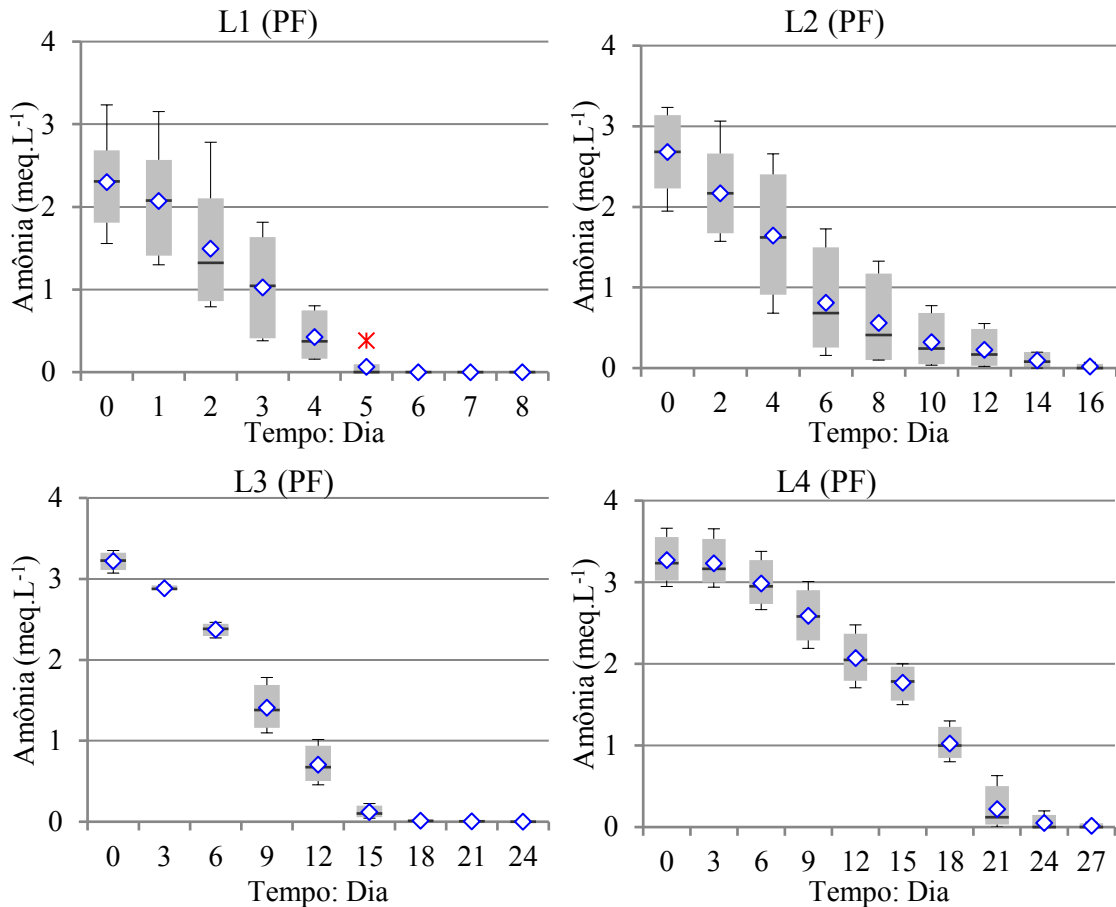 L1 (PF)
Amônia (meq.L-1)
4
3
2
1
0
0 1 2 3 4 5 6 7 8
Tempo: Dia
L2 (PF)
Amônia (meq.L-1)
4
3
2
1
0
0 2 4 6 8 10 12 14 16
Tempo: Dia
L3 (PF)
Amônia (meq.L-1)
4
3
2
1
0
0 3 6 9 12 15 18 21 24
Tempo: Dia
L4 (PF)
Amônia (meq.L-1)
4
3
2
1
0
0 3 6 9 12 15 18 21 24 27
Tempo: Dia